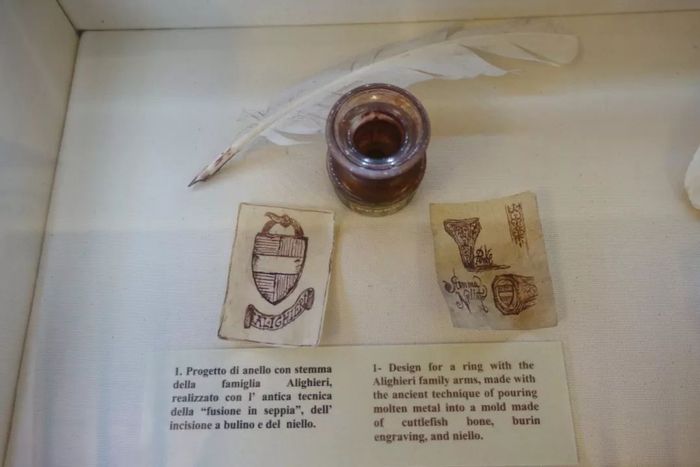 ALIGHIERI
Stemma
1. Progetto di anello con stemma
della famiglia Alighieri,
realizzato con l' antica tecnica
della “fusione in seppia”, dell'
incisione a bulino e del niello.
1- Design for a ring with the
Alighieri family arms, made with
the ancient technique of pouring
molten metal into a mold made
of cuttlefish bone, burin
engraving, and niello.